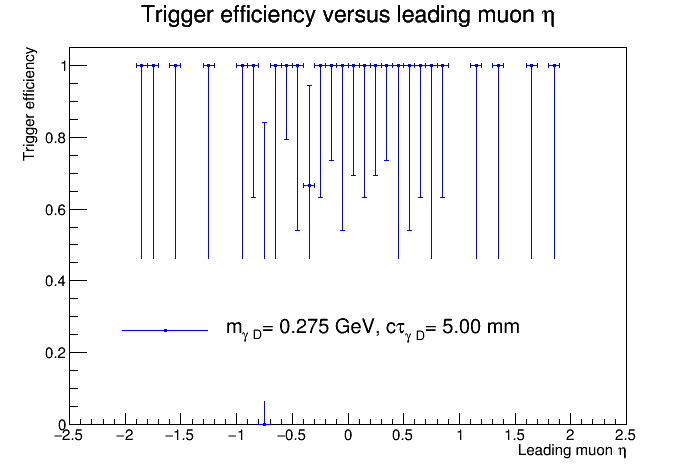 Trigger efficiency versus leading muon η
Trigger efficiency
1
0.8
0.6
0.4
0.2
0
m γ D = 0.275 GeV, cτ γ D = 5.00 mm
−2.5 −2 −1.5 −1 −0.5 0 0.5 1 1.5 2 2.5
Leading muon η